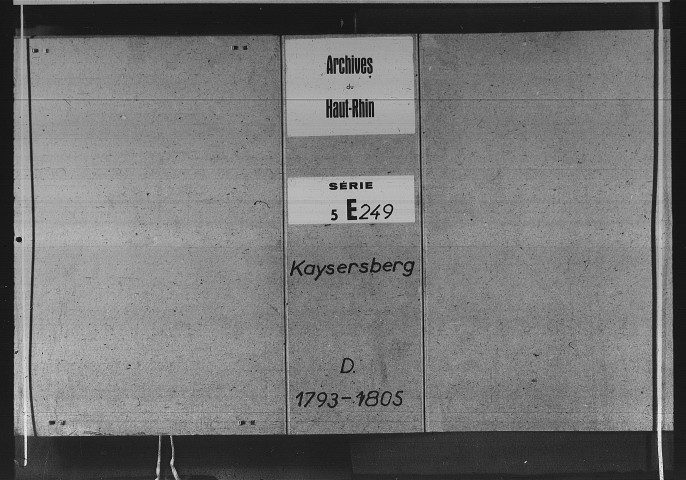 Archives
du
Haut-Rhin
SÉRIE
5 E 249
Kaysersberg
D.
1793-1805